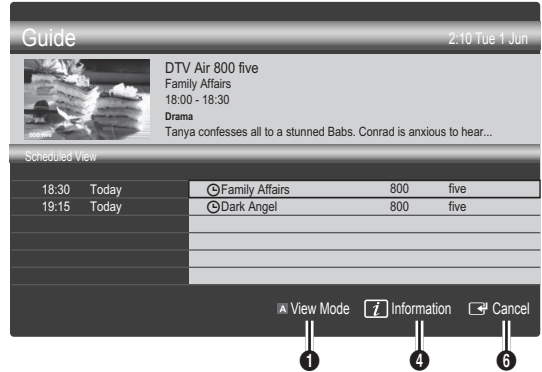 Guide 2:10 Tue 1 Jun
DTV Air 800 five
Family Affairs
18:00 - 18:30
Drama
Tanya confesses all to a stunned Babs. Conrad is anxious to hear...
800 five
Scheduled View
18:30 Today Family Affairs 800 five
19:15 Today Dark Angel 800 five
A View Mode i Information Cancel
1 4 6